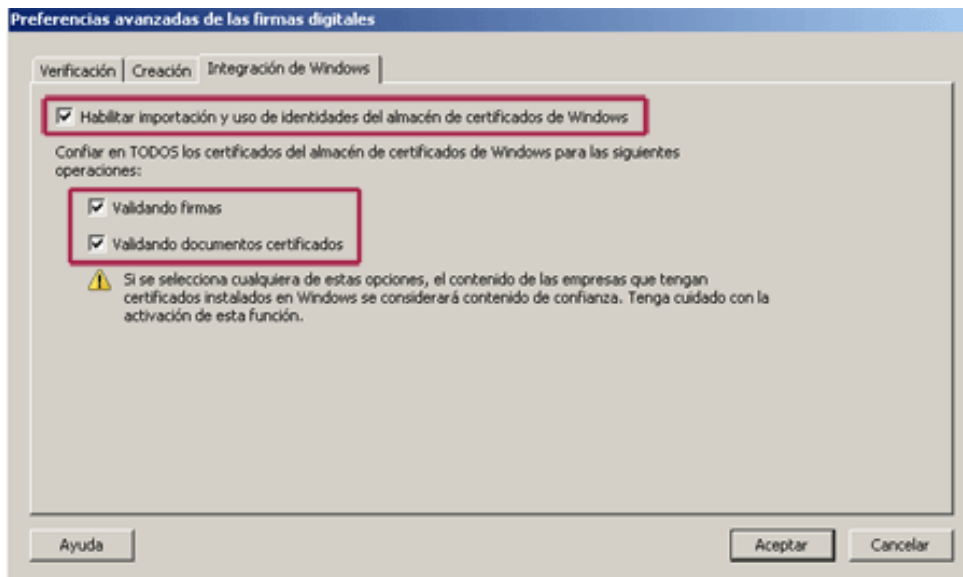 Preferencias avanzadas de las firmas digitales
Verificación Creación Integración de Windows
Habilitar importación y uso de identidades del almacén de certificados de Windows
Confiar en TODOS los certificados del almacén de certificados de Windows para las siguientes
operaciones:
Validando firmas
Validando documentos certificados
Si se selecciona cualquiera de estas opciones, el contenido de las empresas que tengan
certificados instalados en Windows se considerará contenido de confianza. Tenga cuidado con la
activación de esta función.
Ayuda Aceptar Cancelar